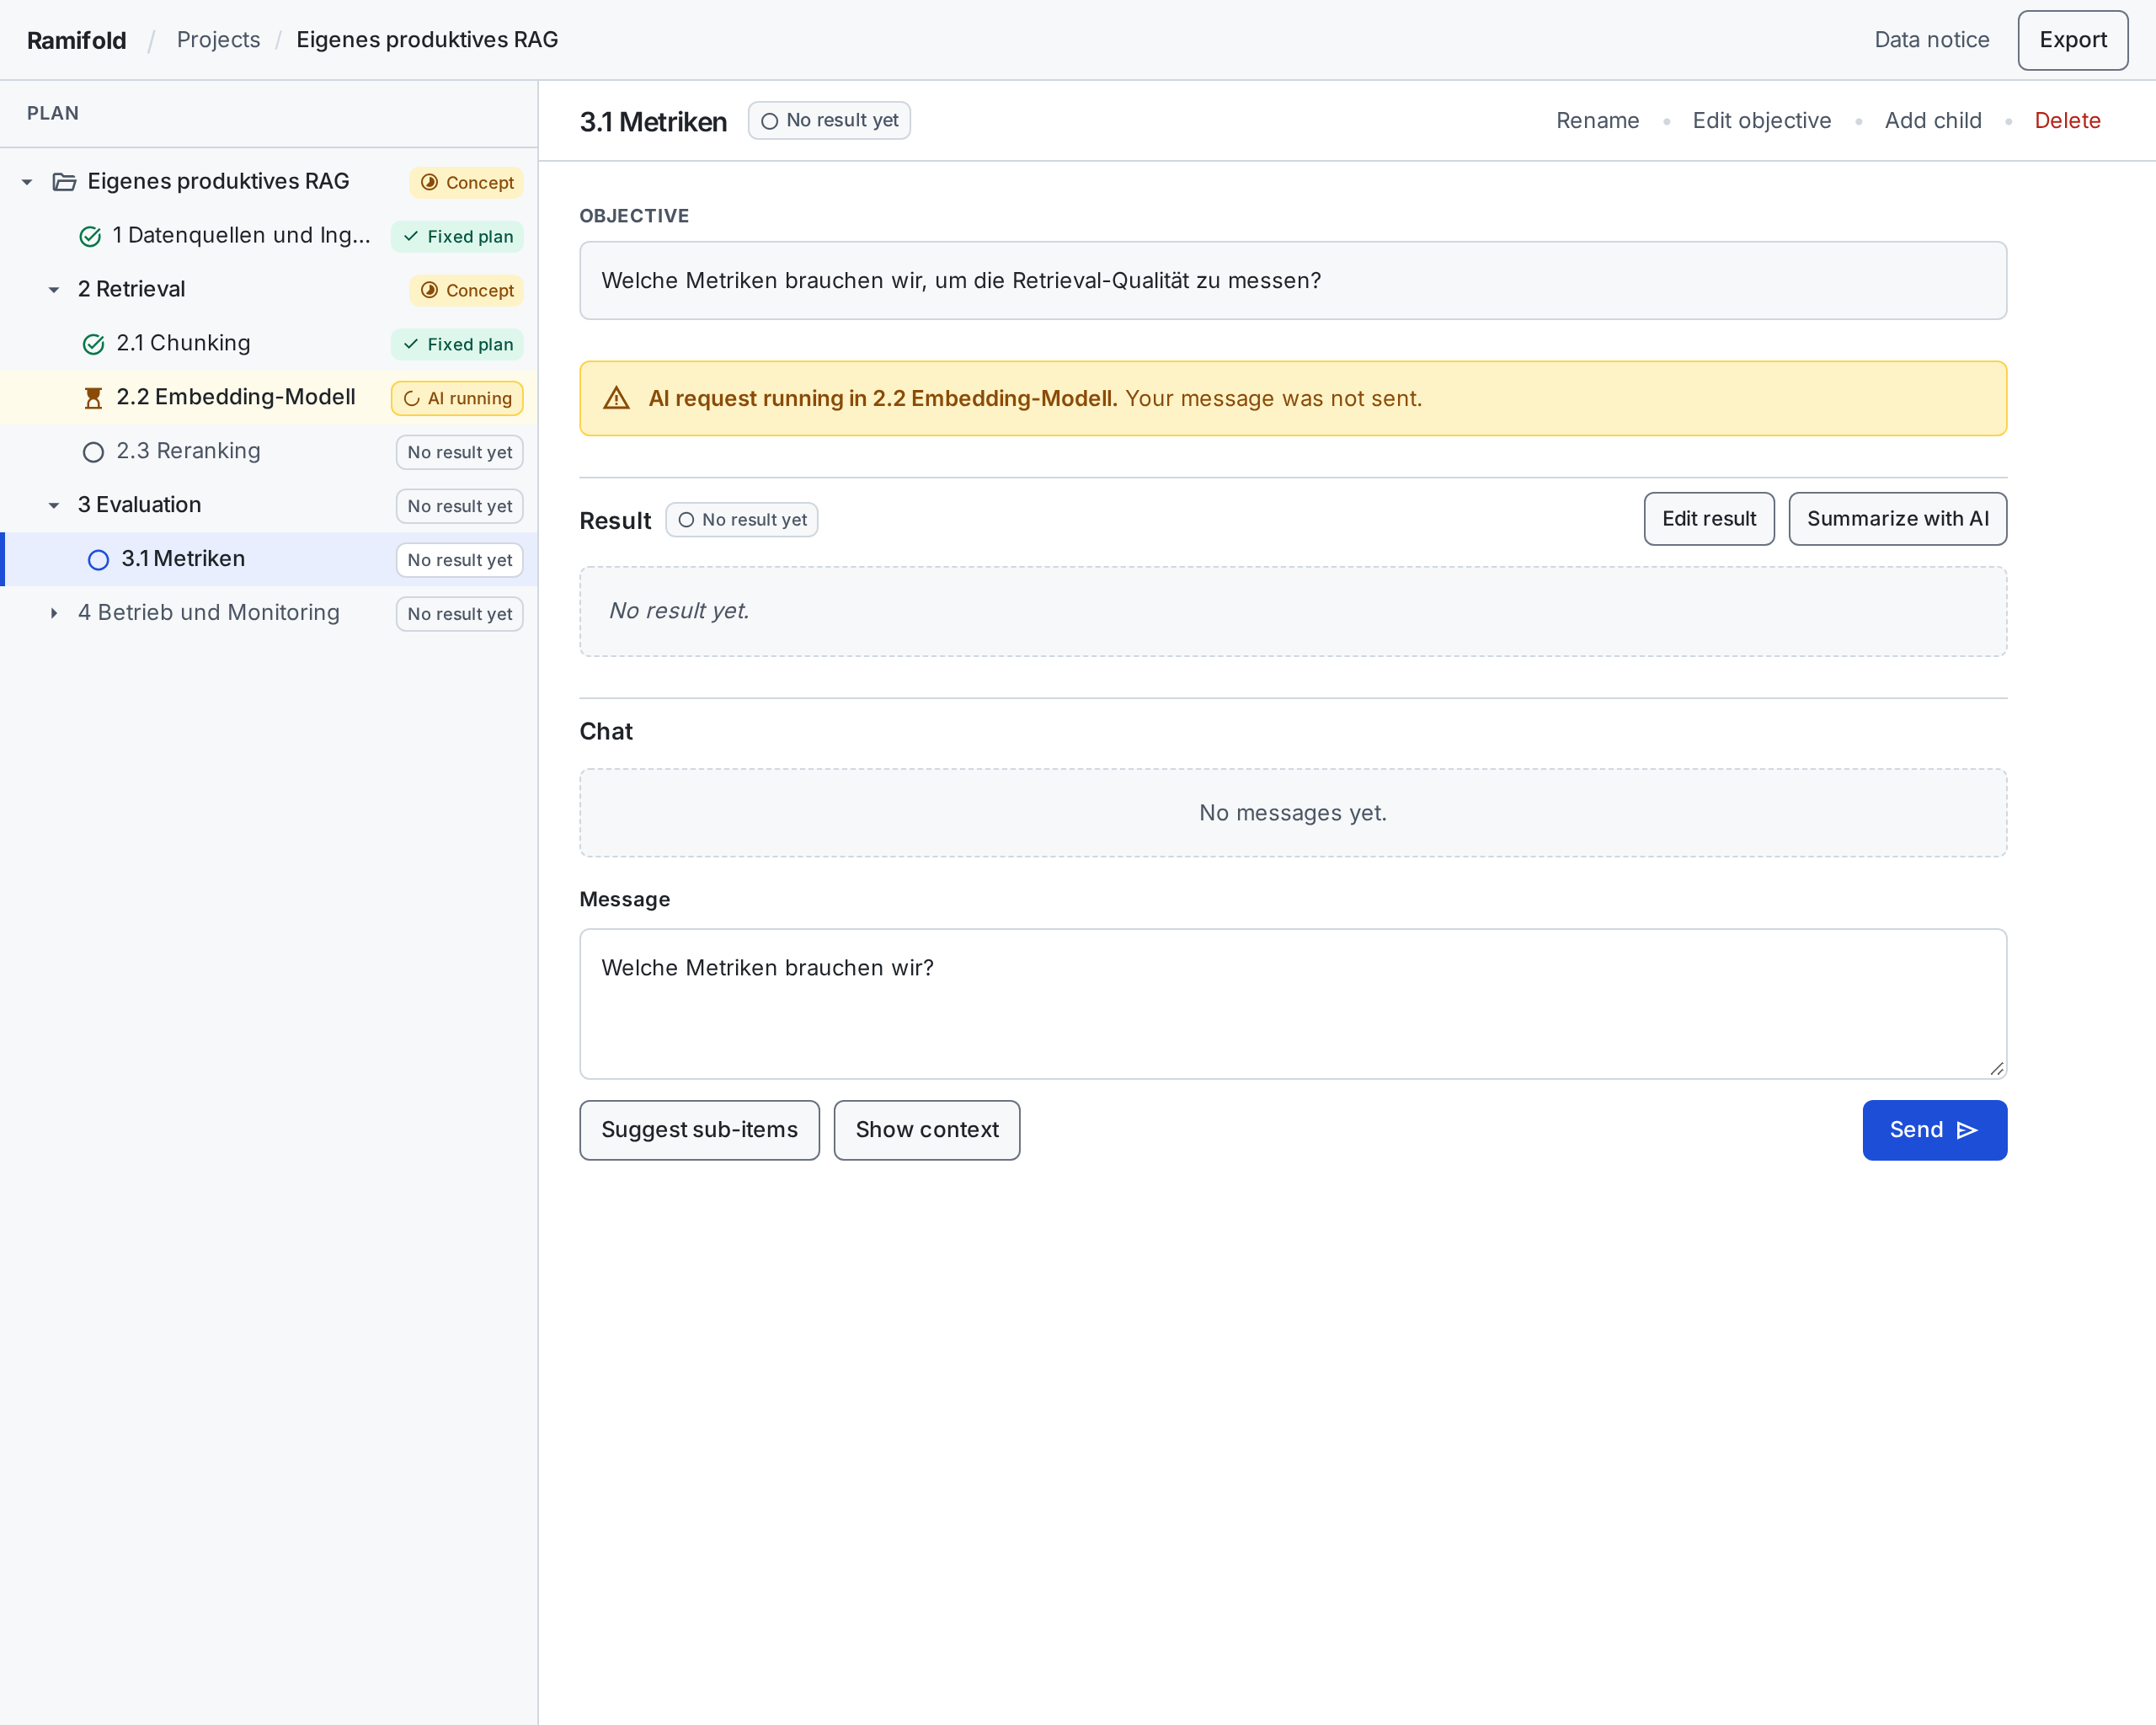 Ramifold / Projects / Eigenes produktives RAG
Data notice
Export
PLAN
Eigenes produktives RAG Concept
1 Datenquellen und Ing... Fixed plan
2 Retrieval Concept
2.1 Chunking Fixed plan
2.2 Embedding-Modell AI running
2.3 Reranking No result yet
3 Evaluation No result yet
3.1 Metriken No result yet
4 Betrieb und Monitoring No result yet
3.1 Metriken No result yet
Rename • Edit objective • Add child • Delete
OBJECTIVE
Welche Metriken brauchen wir, um die Retrieval-Qualität zu messen?
AI request running in 2.2 Embedding-Modell. Your message was not sent.
Result No result yet
Edit result
Summarize with AI
No result yet.
Chat
No messages yet.
Message
Welche Metriken brauchen wir?
Suggest sub-items
Show context
Send